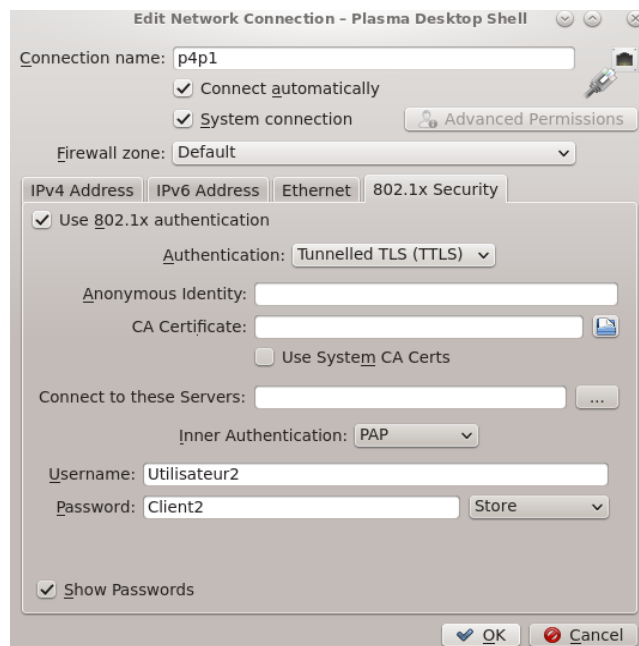 Edit Network Connection – Plasma Desktop Shell
Connection name: p4p1
Connect automatically
System connection Advanced Permissions
Firewall zone: Default
IPv4 Address IPv6 Address Ethernet 802.1x Security
Use 802.1x authentication
Authentication: Tunnelled TLS (TTLS)
Anonymous Identity:
CA Certificate:
Use System CA Certs
Connect to these Servers: ...
Inner Authentication: PAP
Username: Utilisateur2
Password: Client2 Store
Show Passwords
OK Cancel